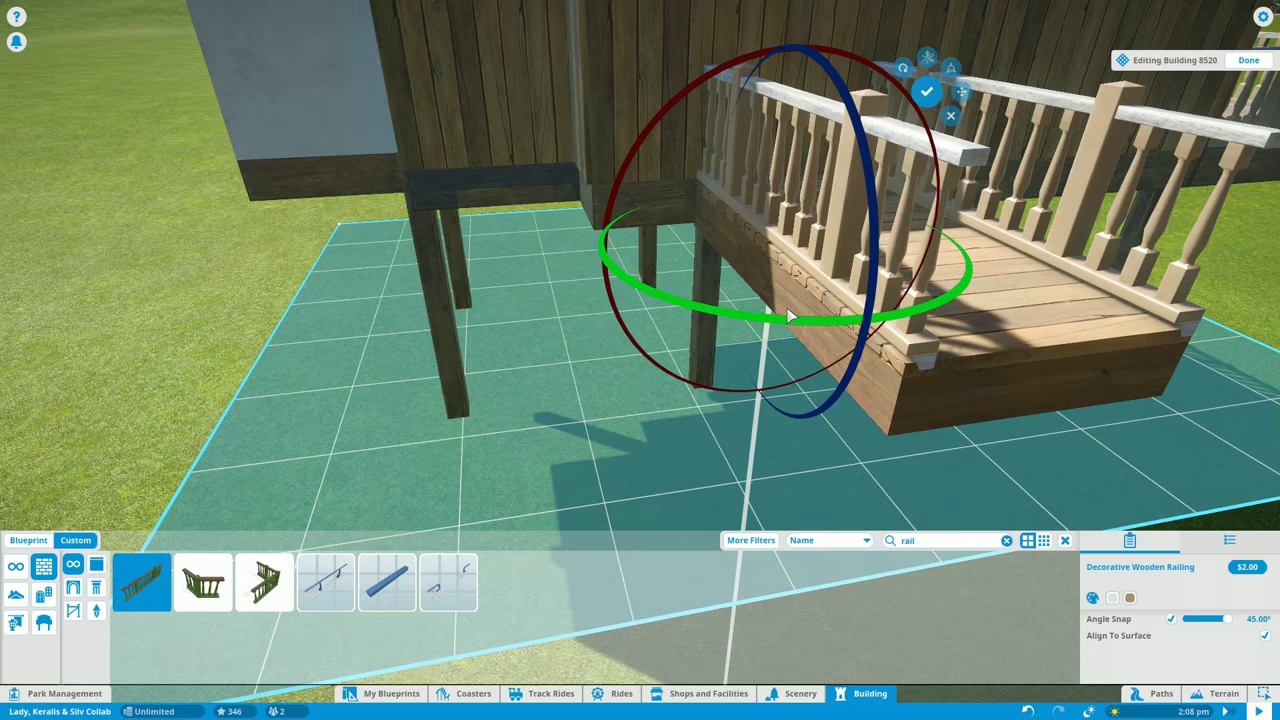 ?
Editing Building 8520
Done
Blueprint
Custom
More Filters
Name
rail
Decorative Wooden Railing
$2.00
Angle Snap
45.00°
Align To Surface
Park Management
My Blueprints
Coasters
Track Rides
Rides
Shops and Facilities
Scenery
Building
Paths
Terrain
Lady, Keralis & Silv Collab
Unlimited
346
2
2:08 pm